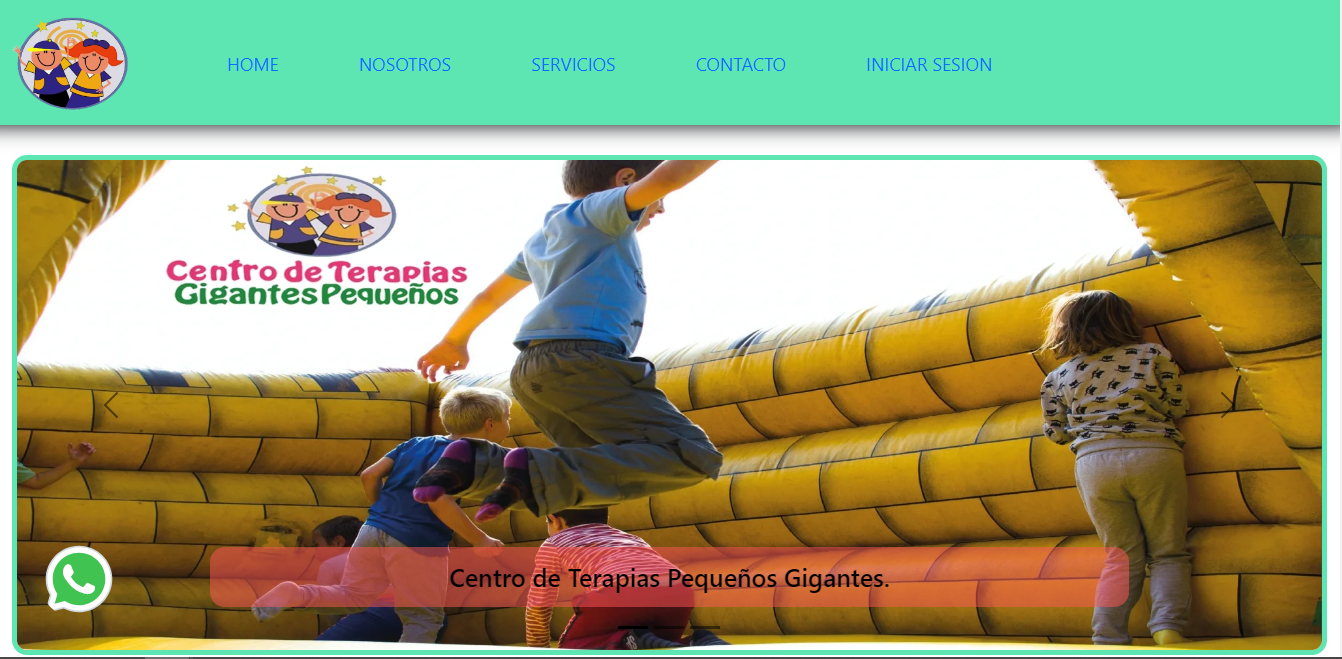 HOME NOSOTROS SERVICIOS CONTACTO INICIAR SESION
Centro de Terapias
Gigantes Pequeños
Centro de Terapias Pequeños Gigantes.